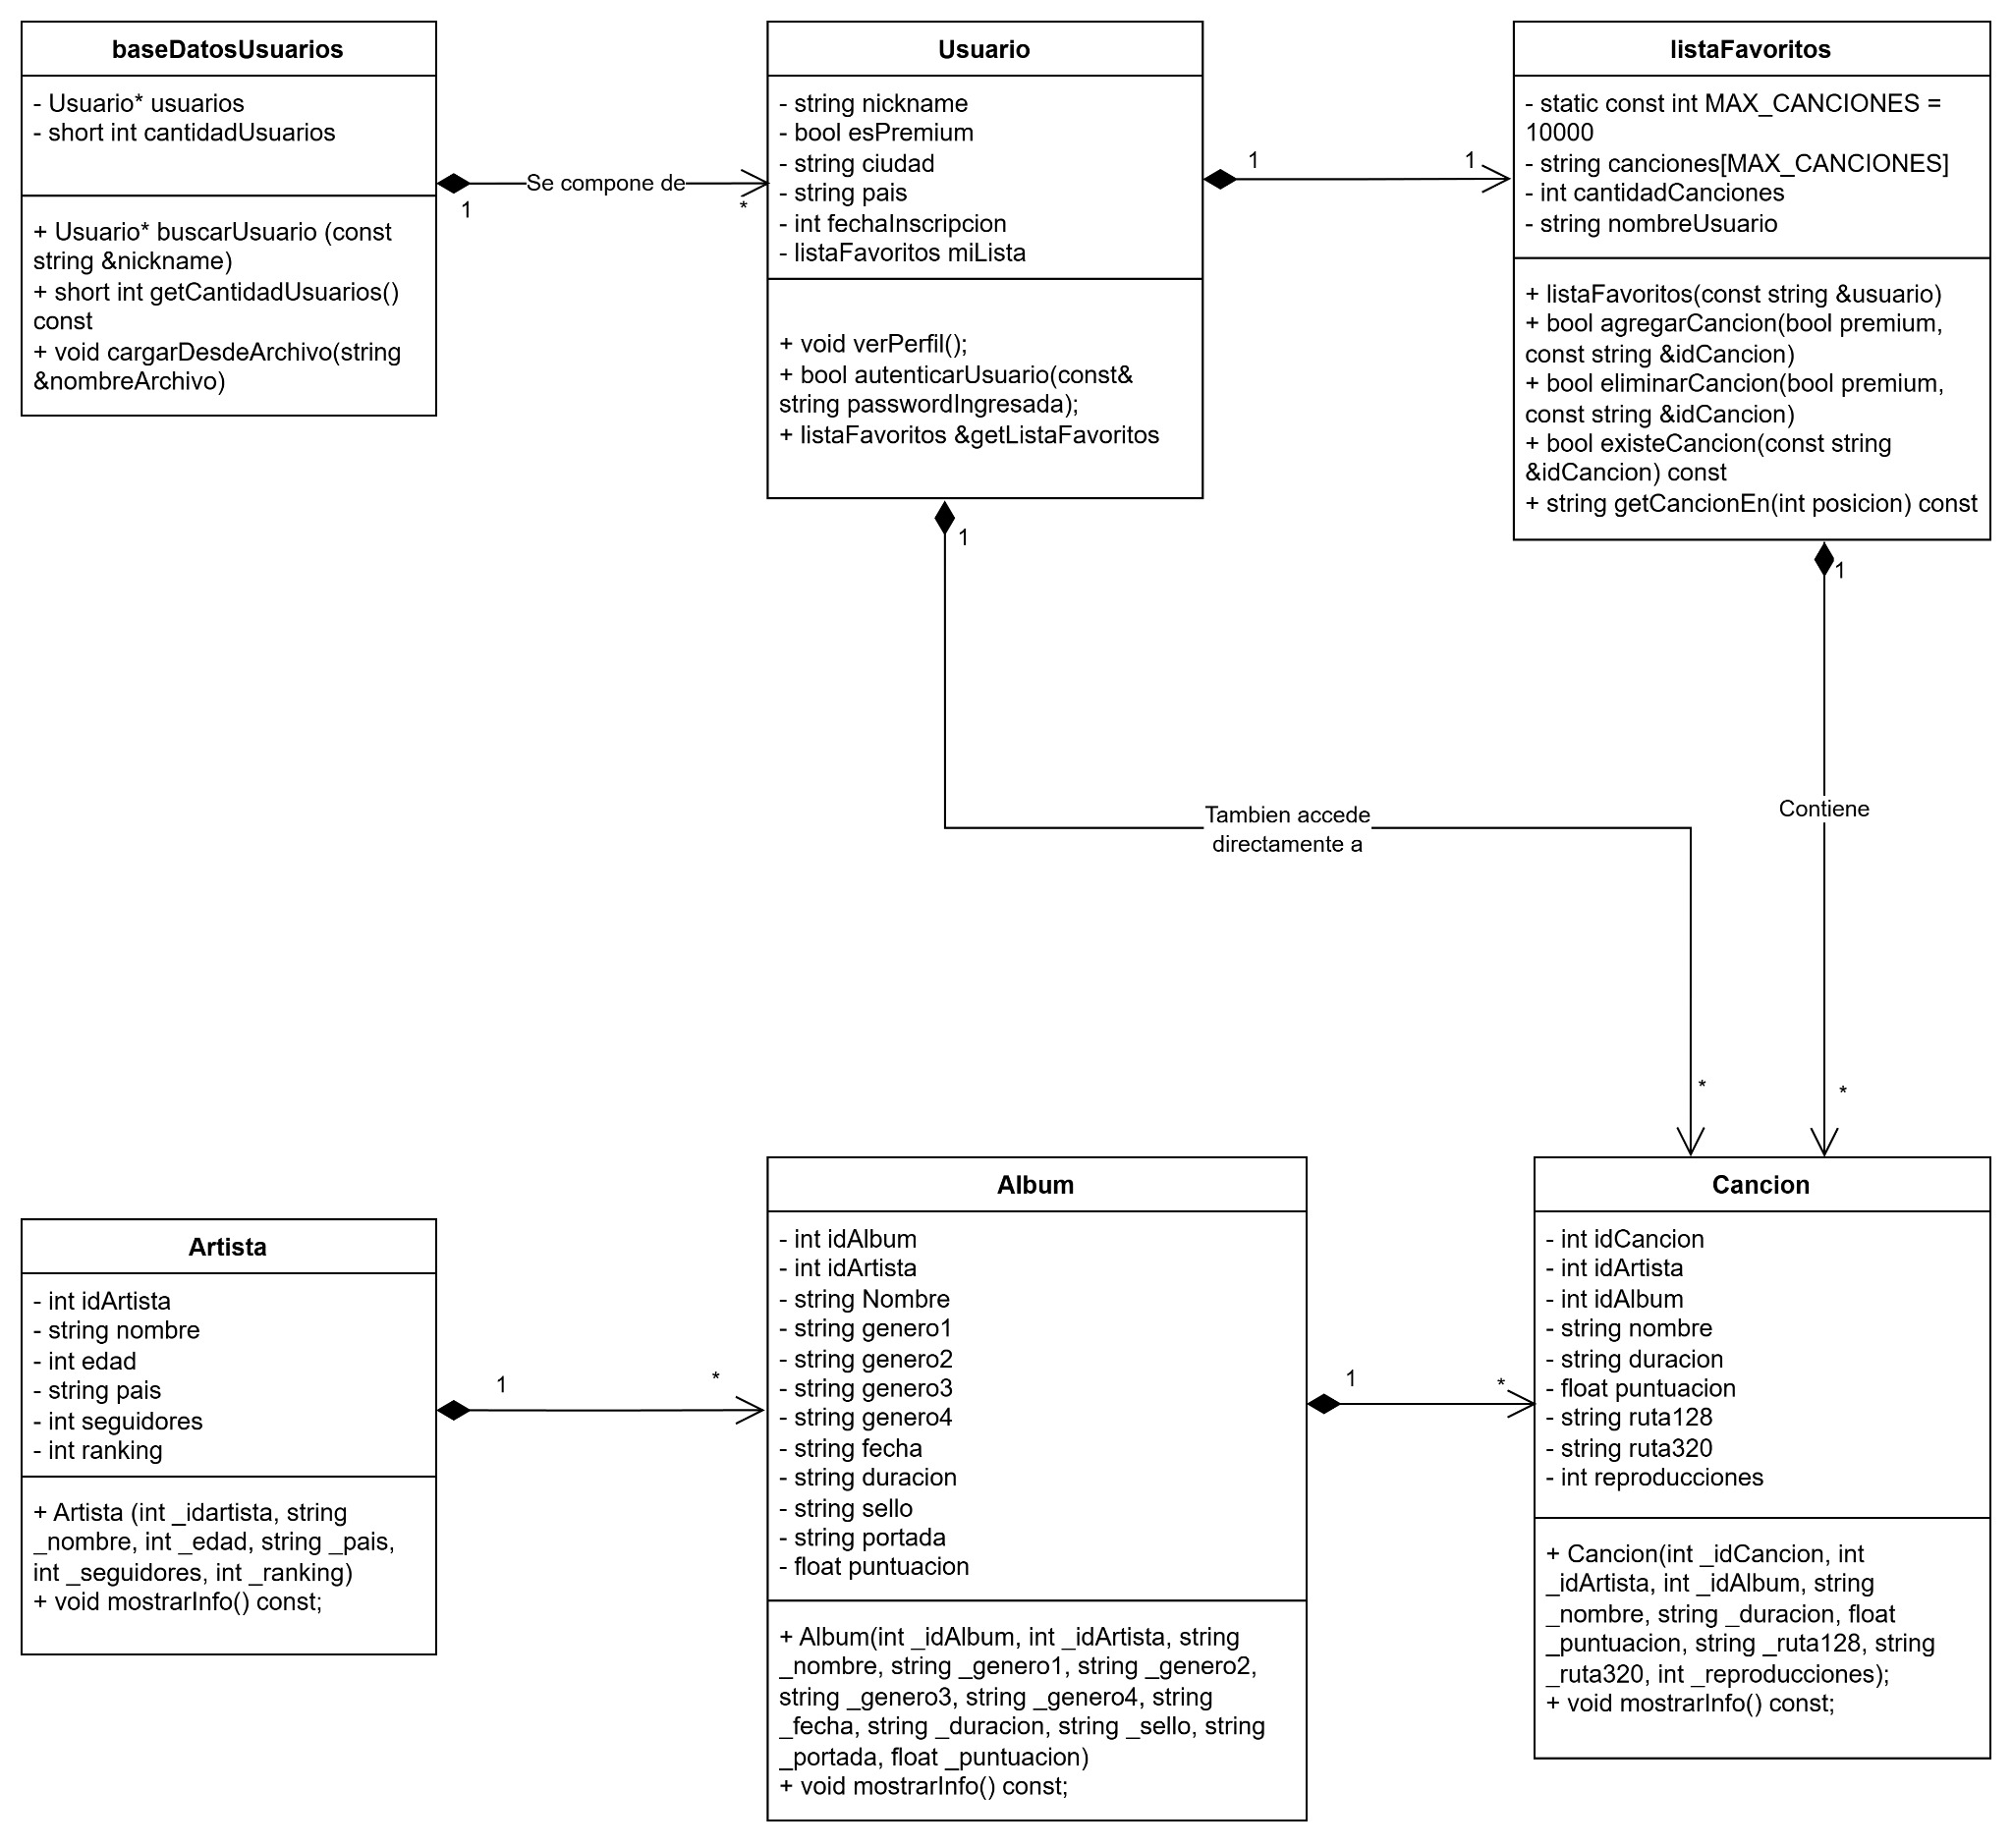 baseDatosUsuarios
- Usuario* usuarios
- short int cantidadUsuarios
+ Usuario* buscarUsuario (const
string &nickname)
+ short int getCantidadUsuarios()
const
+ void cargarDesdeArchivo(string
&nombreArchivo)
1
Se compone de
*
Usuario
- string nickname
- bool esPremium
- string ciudad
- string pais
- int fechaInscripcion
- listaFavoritos miLista
+ void verPerfil();
+ bool autenticarUsuario(const&
string passwordIngresada);
+ listaFavoritos &getListaFavoritos
1
1
listaFavoritos
- static const int MAX_CANCIONES =
10000
- string canciones[MAX_CANCIONES]
- int cantidadCanciones
- string nombreUsuario
+ listaFavoritos(const string &usuario)
+ bool agregarCancion(bool premium,
const string &idCancion)
+ bool eliminarCancion(bool premium,
const string &idCancion)
+ bool existeCancion(const string
&idCancion) const
+ string getCancionEn(int posicion) const
1
Tambien accede
directamente a
*
1
Contiene
*
Artista
- int idArtista
- string nombre
- int edad
- string pais
- int seguidores
- int ranking
+ Artista (int _idartista, string
_nombre, int _edad, string _pais,
int _seguidores, int _ranking)
+ void mostrarInfo() const;
1
*
Album
- int idAlbum
- int idArtista
- string Nombre
- string genero1
- string genero2
- string genero3
- string genero4
- string fecha
- string duracion
- string sello
- string portada
- float puntuacion
+ Album(int _idAlbum, int _idArtista, string
_nombre, string _genero1, string _genero2,
string _genero3, string _genero4, string
_fecha, string _duracion, string _sello, string
_portada, float _puntuacion)
+ void mostrarInfo() const;
1
*
Cancion
- int idCancion
- int idArtista
- int idAlbum
- string nombre
- string duracion
- float puntuacion
- string ruta128
- string ruta320
- int reproducciones
+ Cancion(int _idCancion, int
_idArtista, int _idAlbum, string
_nombre, string _duracion, float
_puntuacion, string _ruta128, string
_ruta320, int _reproducciones);
+ void mostrarInfo() const;